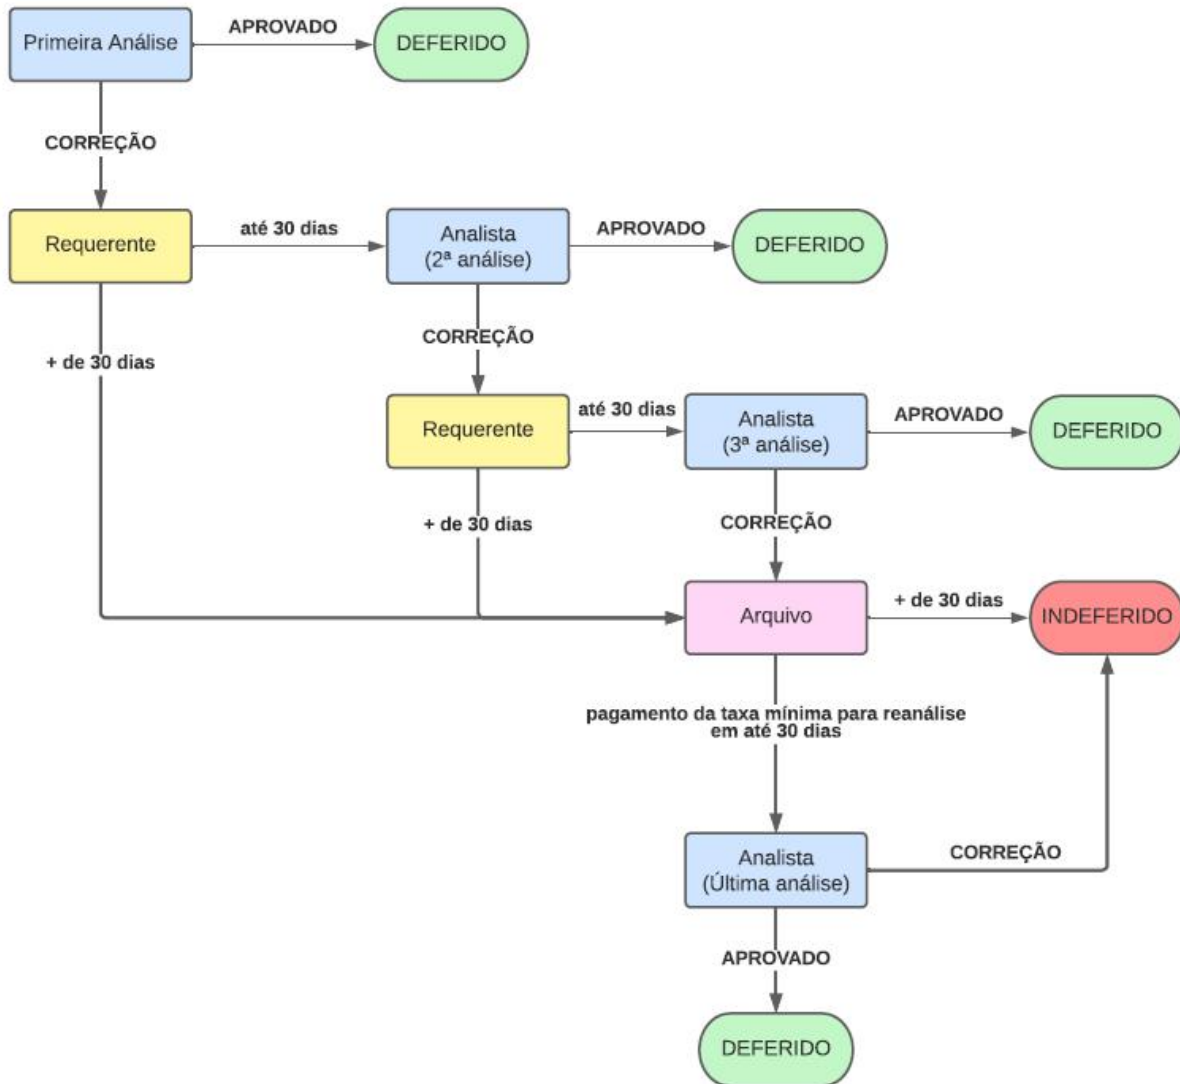 Primeira Análise
APROVADO
DEFERIDO
CORREÇÃO
Requerente
até 30 dias
Analista
(2ª análise)
APROVADO
DEFERIDO
+ de 30 dias
CORREÇÃO
Requerente
até 30 dias
Analista
(3ª análise)
APROVADO
DEFERIDO
+ de 30 dias
CORREÇÃO
Arquivo
+ de 30 dias
INDEFERIDO
pagamento da taxa mínima para reanálise
em até 30 dias
Analista
(Última análise)
CORREÇÃO
APROVADO
DEFERIDO